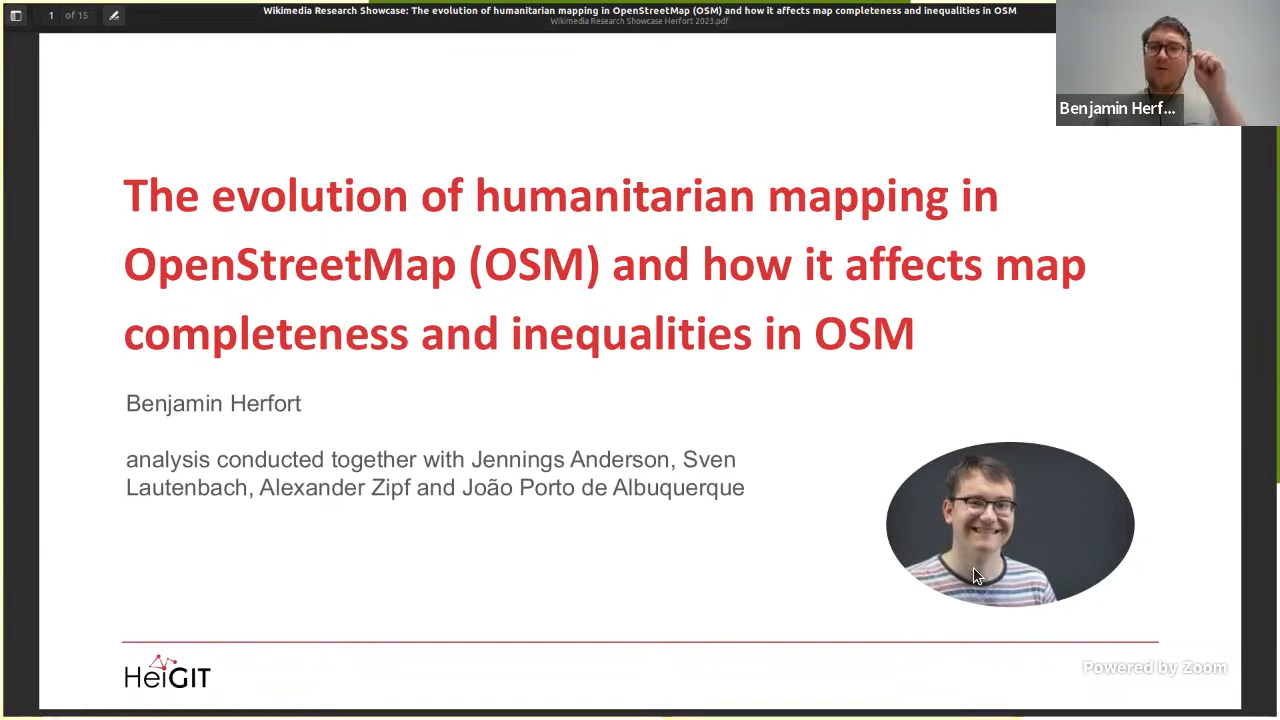 1 of 15
Wikimedia Research Showcase: The evolution of humanitarian mapping in OpenStreetMap (OSM) and how it affects map completeness and inequalities in OSM
Wikimedia Research Showcase Herfort 2023.pdf
Benjamin Herf...
The evolution of humanitarian mapping in
OpenStreetMap (OSM) and how it affects map
completeness and inequalities in OSM
Benjamin Herfort
analysis conducted together with Jennings Anderson, Sven
Lautenbach, Alexander Zipf and João Porto de Albuquerque
HeiGIT
Powered by Zoom